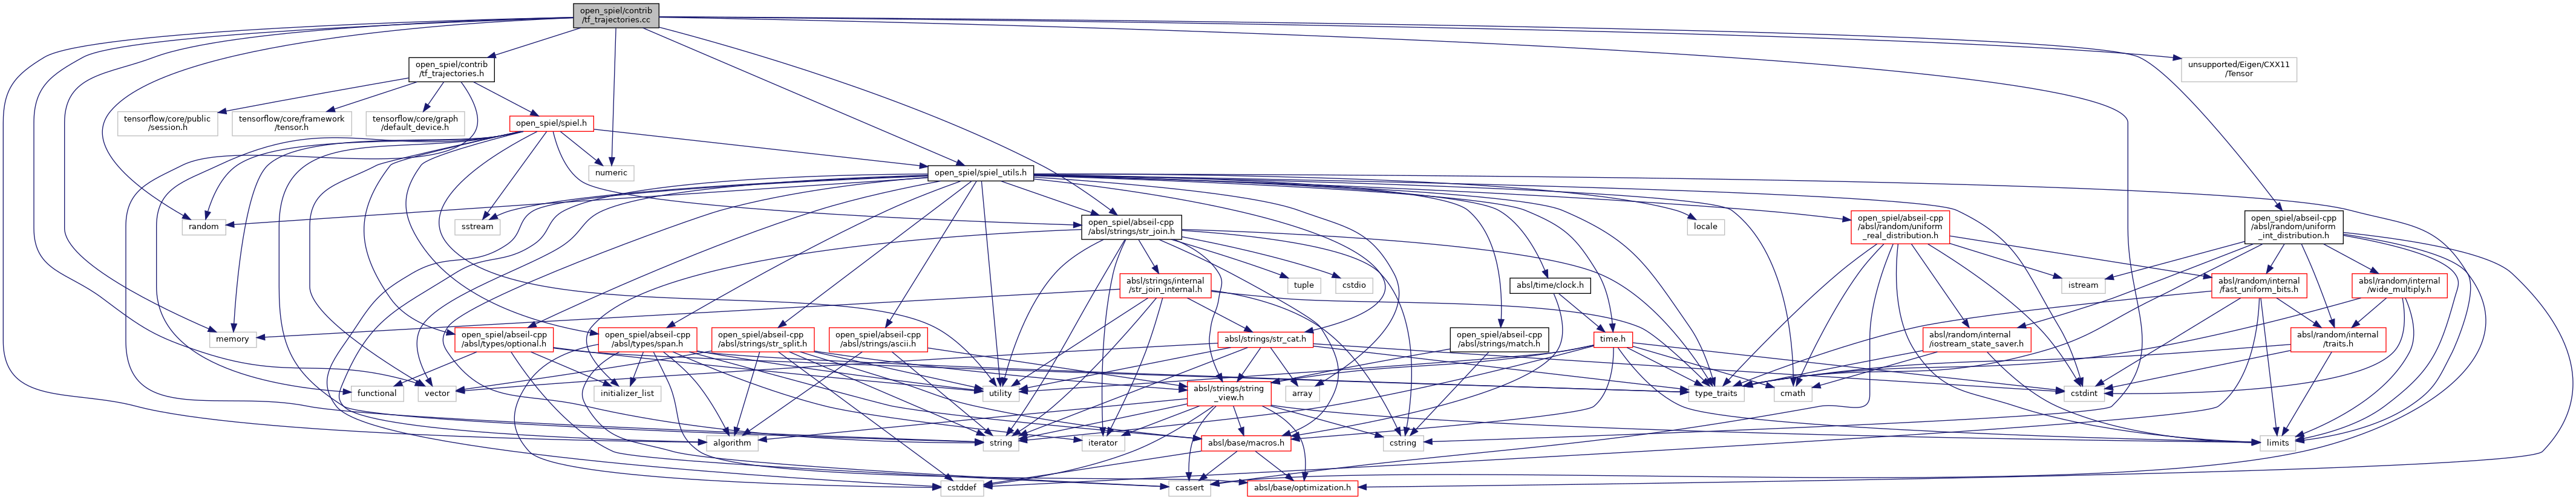 open_spiel/contrib
/tf_trajectories.cc
open_spiel/contrib
/tf_trajectories.h
unsupported/Eigen/CXX11
/Tensor
tensorflow/core/public
/session.h
tensorflow/core/framework
/tensor.h
tensorflow/core/graph
/default_device.h
open_spiel/spiel.h
numeric
open_spiel/spiel_utils.h
random
sstream
open_spiel/abseil-cpp
/absl/strings/str_join.h
locale
open_spiel/abseil-cpp
/absl/random/uniform
_real_distribution.h
open_spiel/abseil-cpp
/absl/random/uniform
_int_distribution.h
absl/strings/internal
/str_join_internal.h
tuple
cstdio
absl/time/clock.h
istream
absl/random/internal
/fast_uniform_bits.h
absl/random/internal
/wide_multiply.h
memory
open_spiel/abseil-cpp
/absl/types/optional.h
open_spiel/abseil-cpp
/absl/types/span.h
open_spiel/abseil-cpp
/absl/strings/str_split.h
open_spiel/abseil-cpp
/absl/strings/ascii.h
absl/strings/str_cat.h
open_spiel/abseil-cpp
/absl/strings/match.h
time.h
absl/random/internal
/iostream_state_saver.h
absl/random/internal
/traits.h
functional
vector
initializer_list
utility
absl/strings/string
_view.h
array
type_traits
cmath
cstdint
algorithm
string
iterator
absl/base/macros.h
cstring
limits
cstddef
cassert
absl/base/optimization.h